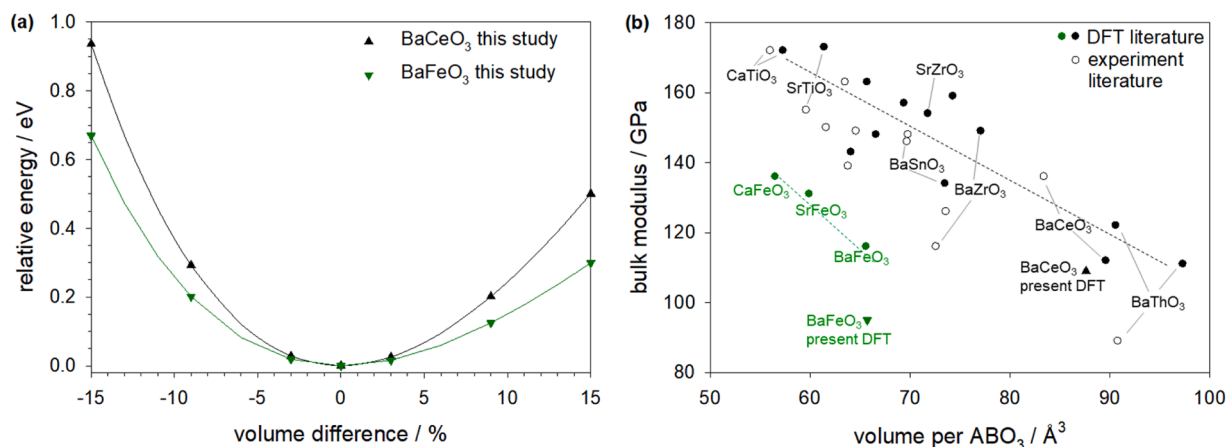 (a)
1.0
0.8
0.6
0.4
0.2
0.0
relative energy / eV
BaCeO₃ this study
BaFeO₃ this study
-15
-10
-5
0
5
10
15
volume difference / %
(b)
180
160
140
120
100
80
bulk modulus / GPa
DFT literature
experiment
literature
CaTiO₃
SrTiO₃
SrZrO₃
BaSnO₃
CaFeO₃
SrFeO₃
BaZrO₃
BaFeO₃
BaCeO₃
BaCeO₃
present DFT
BaThO₃
BaFeO₃
present DFT
50
60
70
80
90
100
volume per ABO₃ / Å³